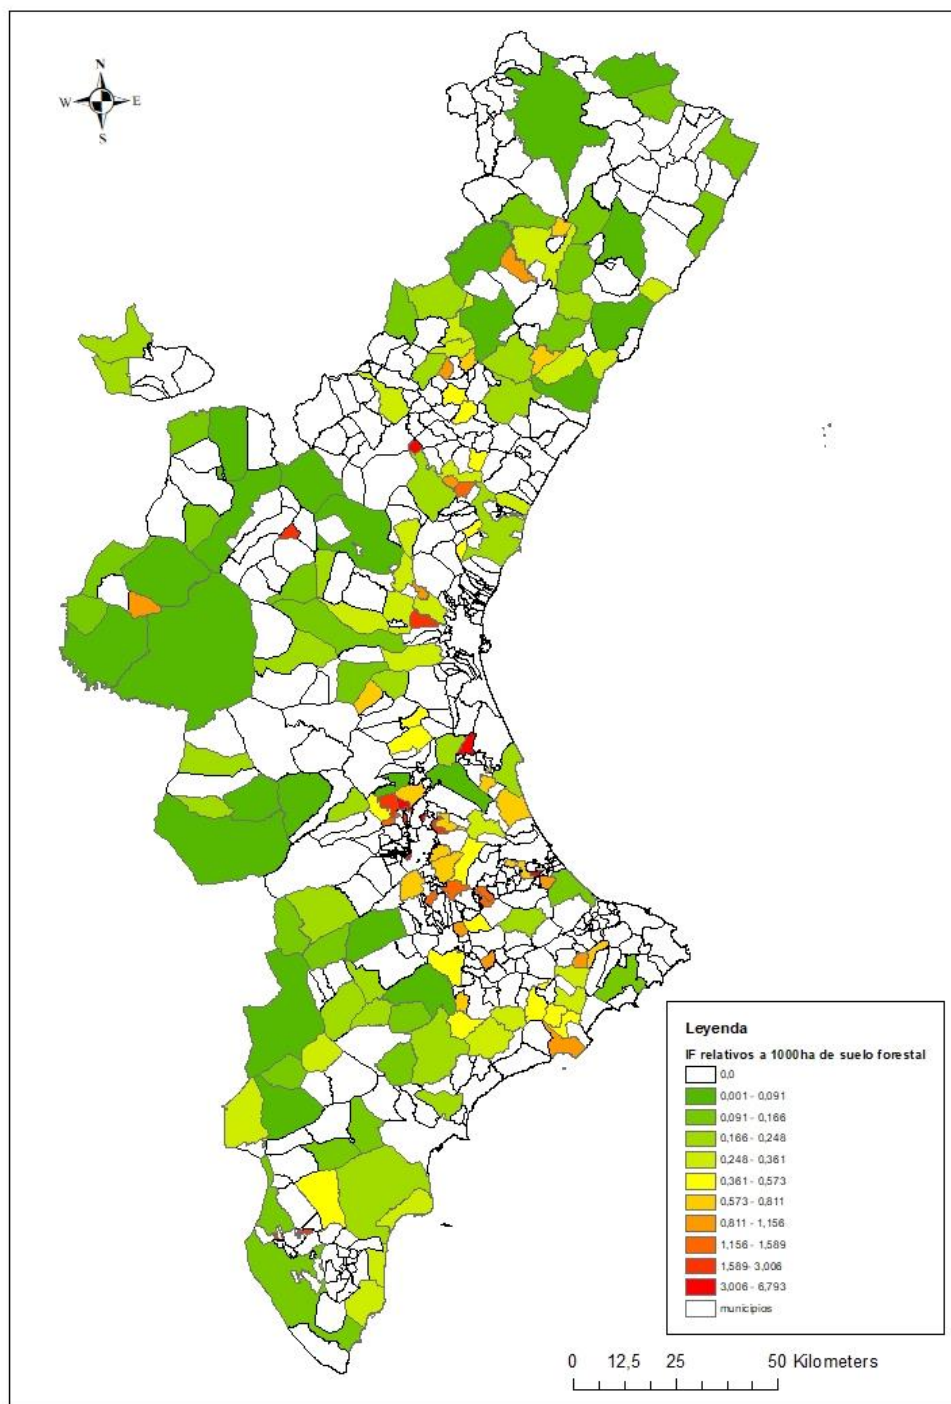 N
W E
S
Leyenda
IF relativos a 1000ha de suelo forestal
0,0
0,001 - 0,091
0,091 - 0,166
0,166 - 0,248
0,248 - 0,361
0,361 - 0,573
0,573 - 0,811
0,811 - 1,156
1,156 - 1,589
1,589- 3,006
3,006 - 6,793
municipios
0 12,5 25 50 Kilometers